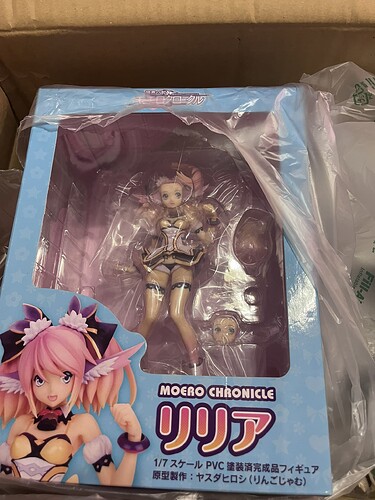 モエロクロニクル
MOERO CHRONICLE
リリア
1/7 スケール PVC 塗装済完成品フィギュア
原型製作:ヤスダヒロシ(りんごじゃむ)